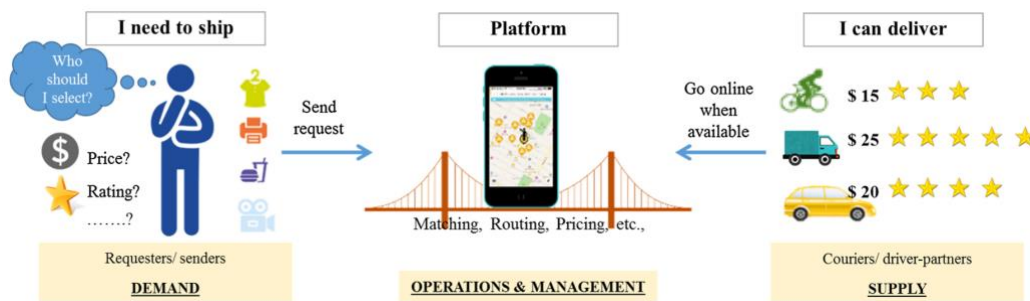 I need to ship
Who
should
I select?
2
Price?
Rating?
.......?
Send
request
Requesters/ senders
DEMAND
Platform
Matching, Routing, Pricing, etc.,
OPERATIONS & MANAGEMENT
I can deliver
Go online
when
available
$ 15
$ 25
$ 20
Couriers/ driver-partners
SUPPLY